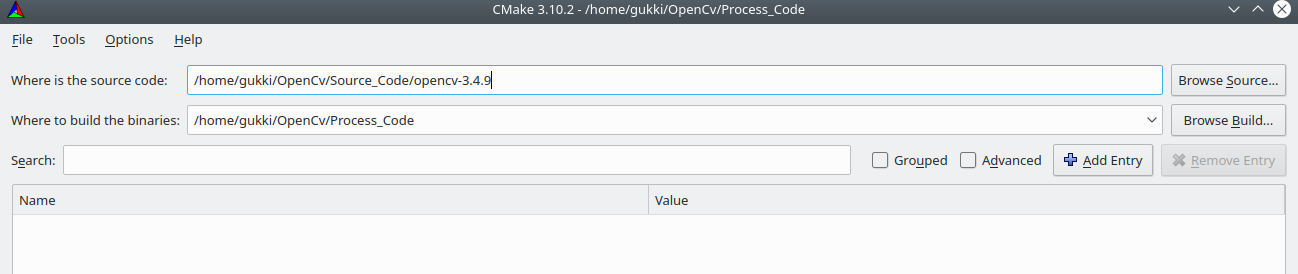 CMake 3.10.2 - /home/gukki/OpenCv/Process_Code
File Tools Options Help
Where is the source code: /home/gukki/OpenCv/Source_Code/opencv-3.4.9 Browse Source...
Where to build the binaries: /home/gukki/OpenCv/Process_Code Browse Build...
Search: Grouped Advanced Add Entry Remove Entry
Name Value